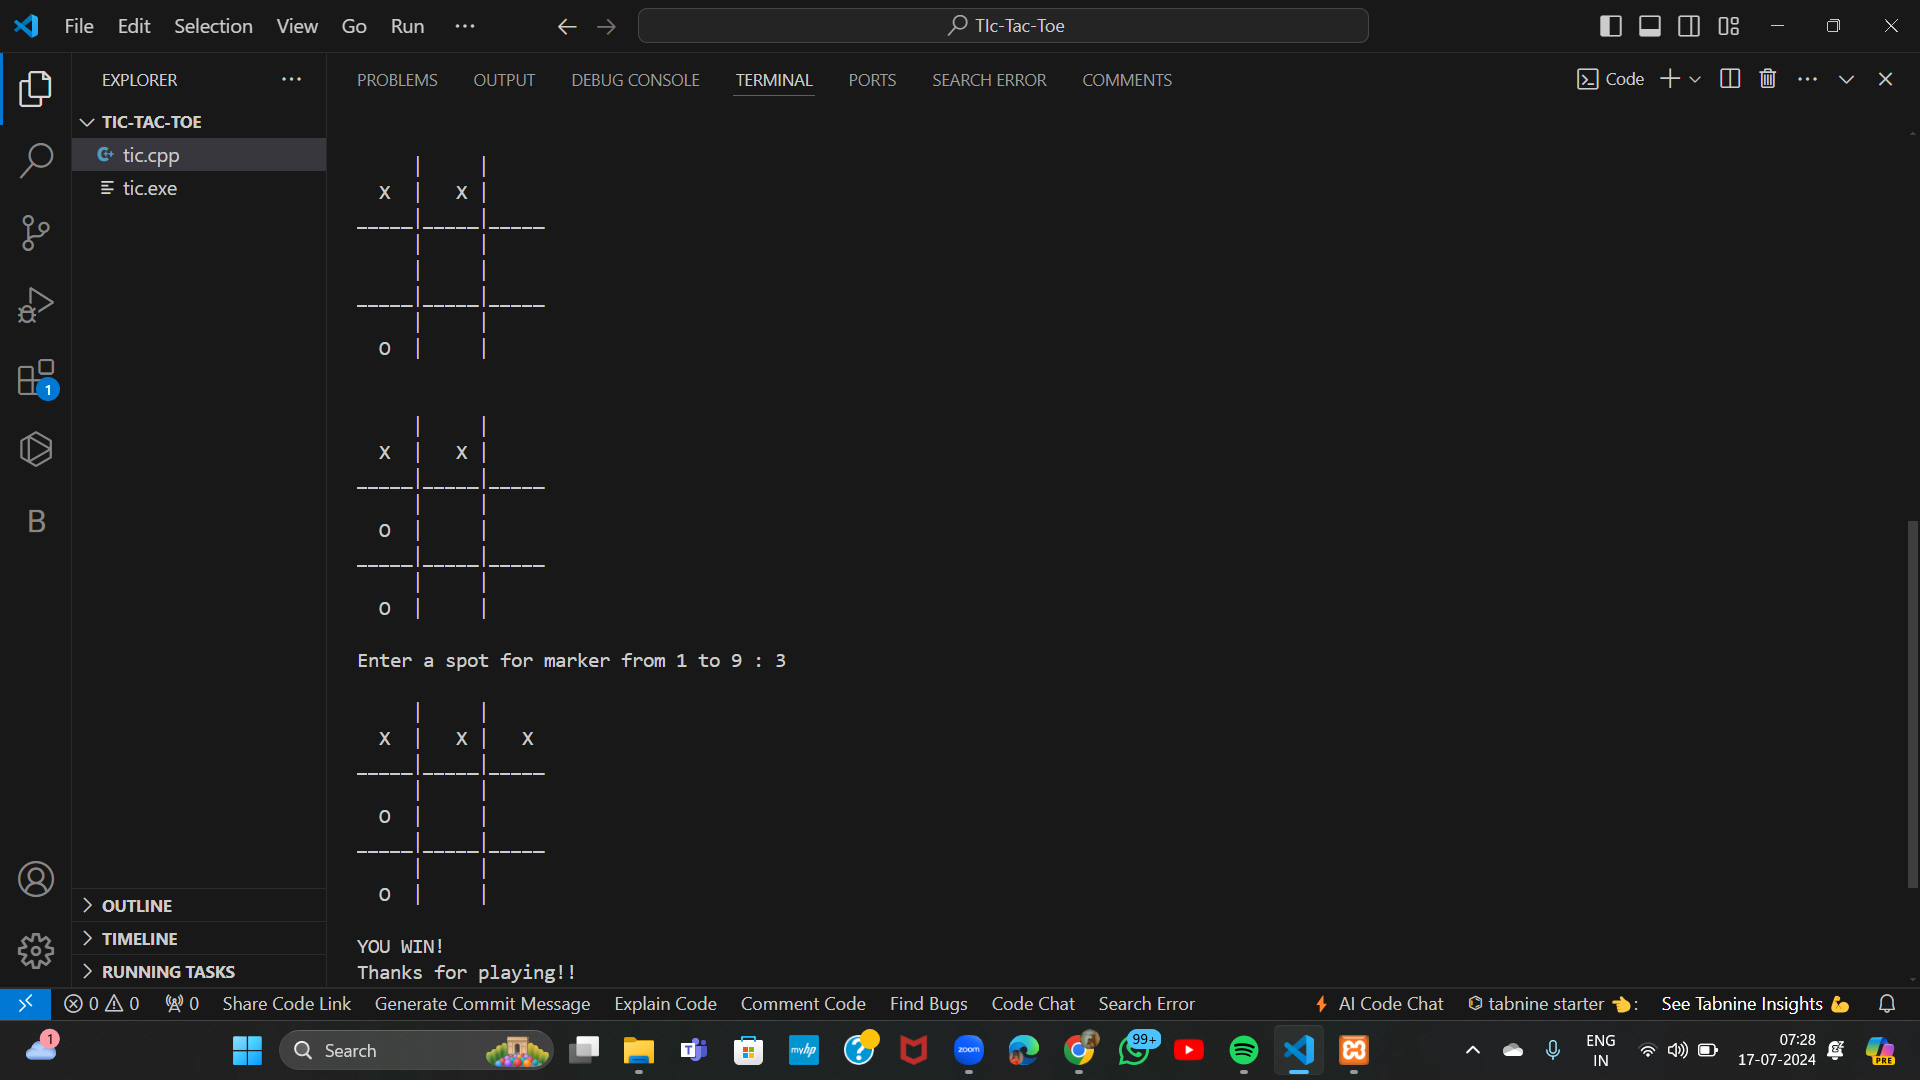 File Edit Selection View Go Run ··· TIc-Tac-Toe
EXPLORER ···
PROBLEMS OUTPUT DEBUG CONSOLE TERMINAL PORTS SEARCH ERROR COMMENTS Code
TIC-TAC-TOE
tic.cpp
tic.exe
     |     |
  X  |   X |
_____|_____|_____
     |     |
     |     |
_____|_____|_____
     |     |
  O  |     |
     |     |
  X  |   X |
_____|_____|_____
     |     |
  O  |     |
_____|_____|_____
     |     |
  O  |     |
Enter a spot for marker from 1 to 9 : 3
     |     |
  X  |   X |   X
_____|_____|_____
     |     |
  O  |     |
_____|_____|_____
     |     |
  O  |     |
YOU WIN!
Thanks for playing!!
1
B
OUTLINE
TIMELINE
RUNNING TASKS
0 0 0 Share Code Link Generate Commit Message Explain Code Comment Code Find Bugs Code Chat Search Error AI Code Chat tabnine starter 👈: See Tabnine Insights 💪
1 Search myhp ? zoom 99+ ENG
IN
07:28
17-07-2024
PRE